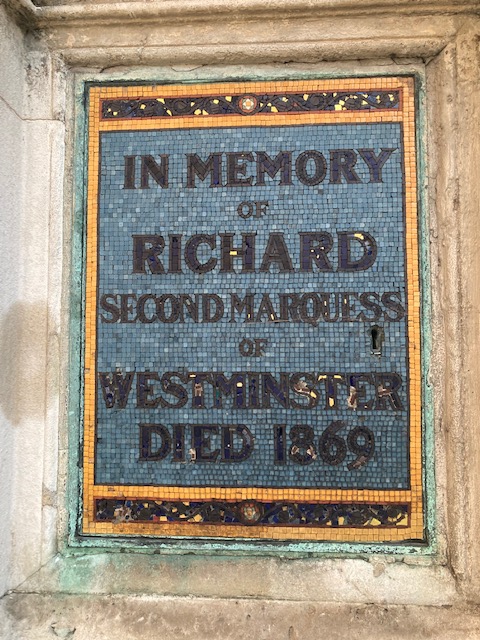 IN MEMORY
OF
RICHARD
SECOND MARQUESS
OF
WESTMINSTER
DIED 1869